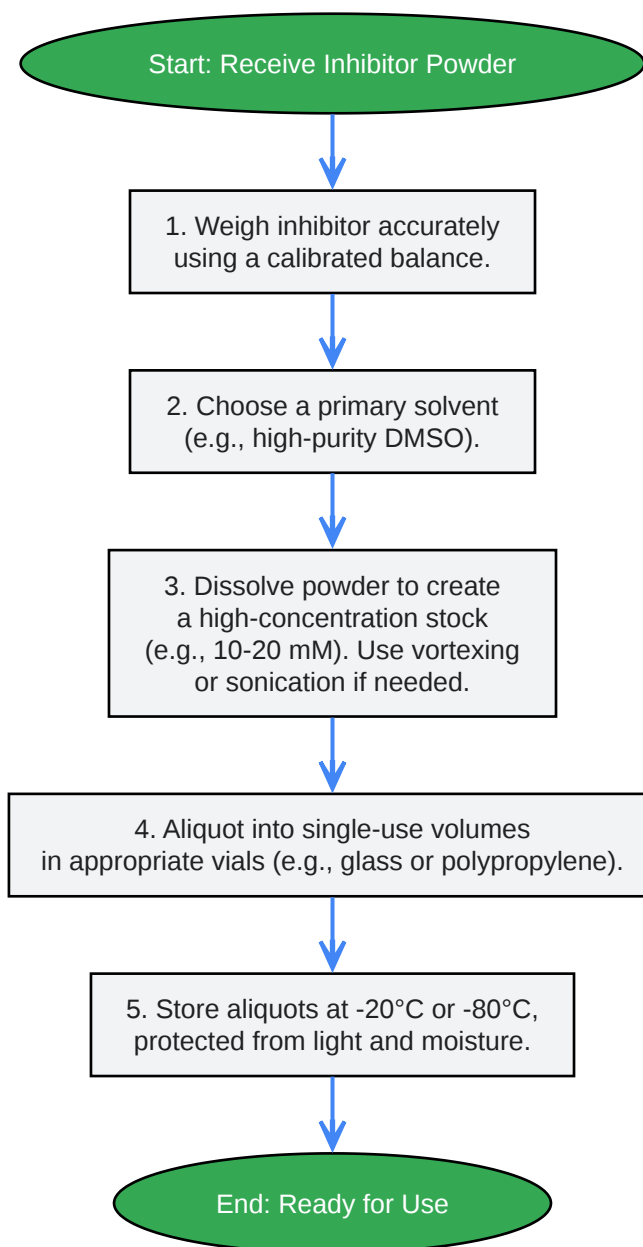 Start: Receive Inhibitor Powder
1. Weigh inhibitor accurately
using a calibrated balance.
2. Choose a primary solvent
(e.g., high-purity DMSO).
3. Dissolve powder to create
a high-concentration stock
(e.g., 10-20 mM). Use vortexing
or sonication if needed.
4. Aliquot into single-use volumes
in appropriate vials (e.g., glass or polypropylene).
5. Store aliquots at -20°C or -80°C,
protected from light and moisture.
End: Ready for Use